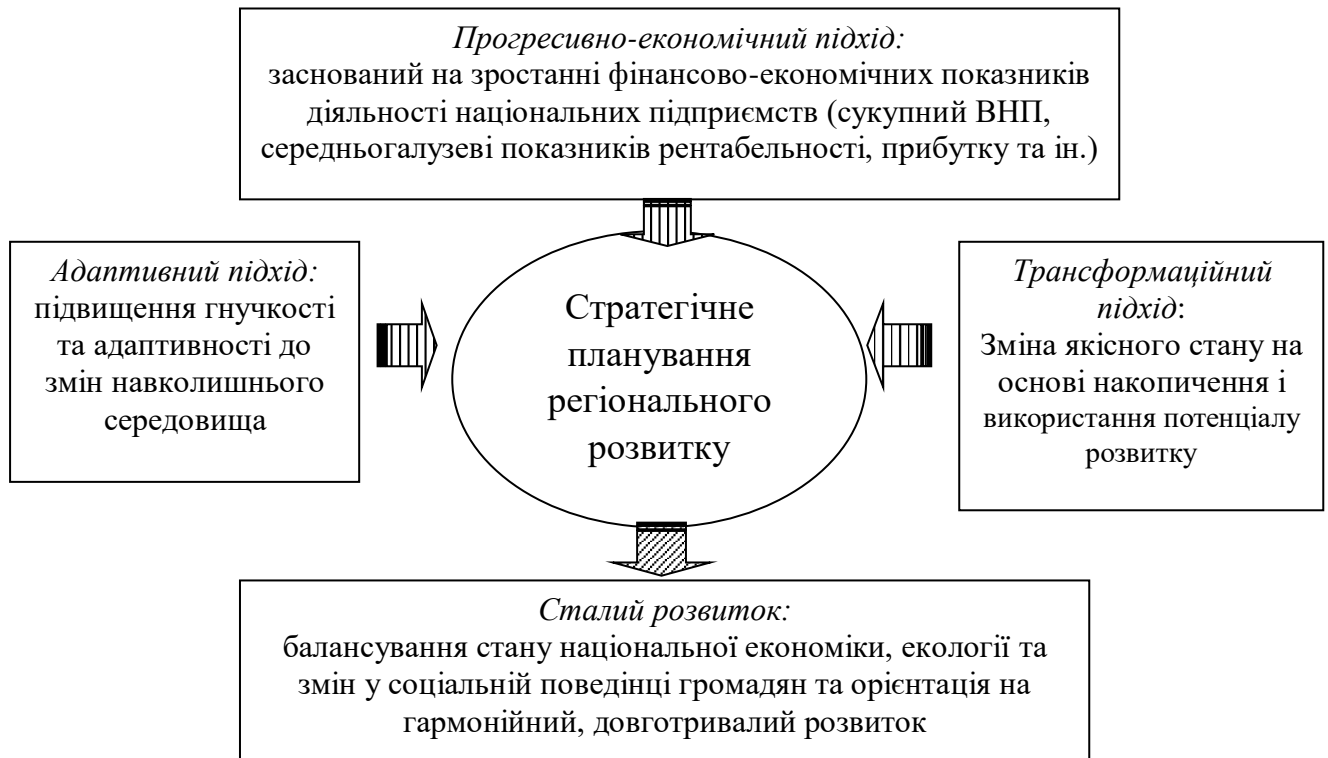 Прогресивно-економічний підхід:
заснований на зростанні фінансово-економічних показників
діяльності національних підприємств (сукупний ВНП,
середньогалузеві показників рентабельності, прибутку та ін.)
Адаптивний підхід:
підвищення гнучкості
та адаптивності до
змін навколишнього
середовища
Стратегічне
планування
регіонального
розвитку
Трансформаційний
підхід:
Зміна якісного стану на
основі накопичення і
використання потенціалу
розвитку
Сталий розвиток:
балансування стану національної економіки, екології та
змін у соціальній поведінці громадян та орієнтація на
гармонійний, довготривалий розвиток